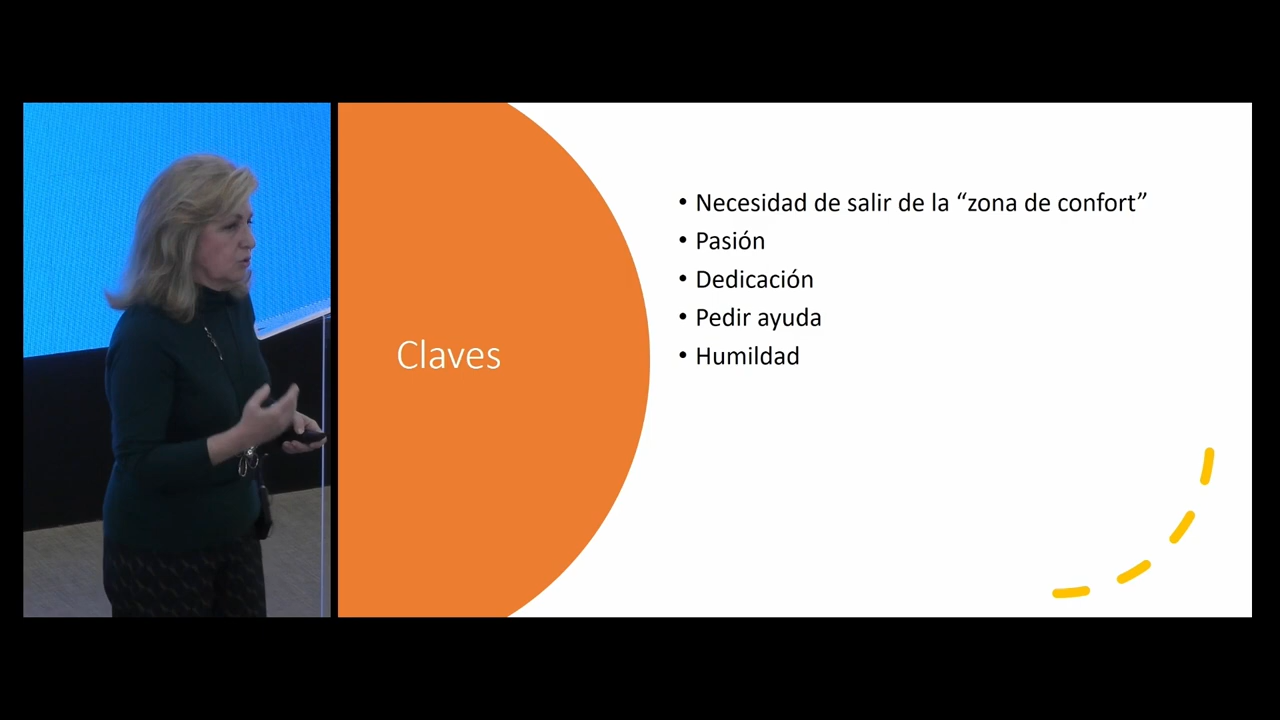 Claves
• Necesidad de salir de la “zona de confort”
• Pasión
• Dedicación
• Pedir ayuda
• Humildad